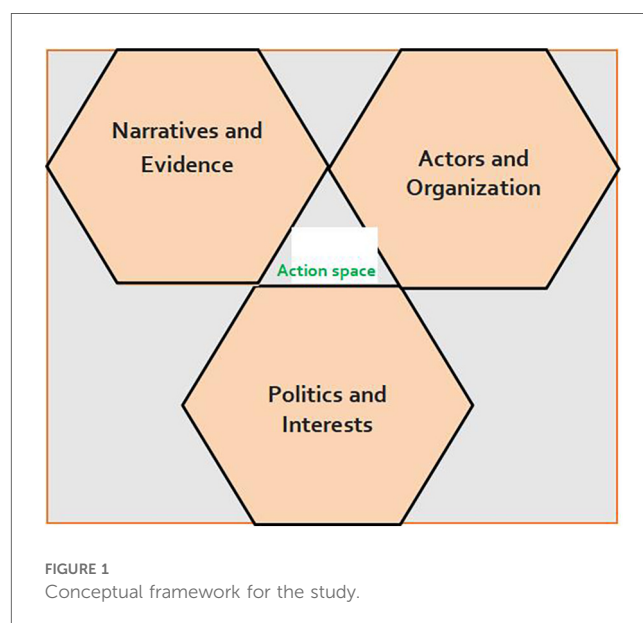 Narratives and
Evidence
Actors and
Organization
Action space
Politics and
Interests
FIGURE 1
Conceptual framework for the study.